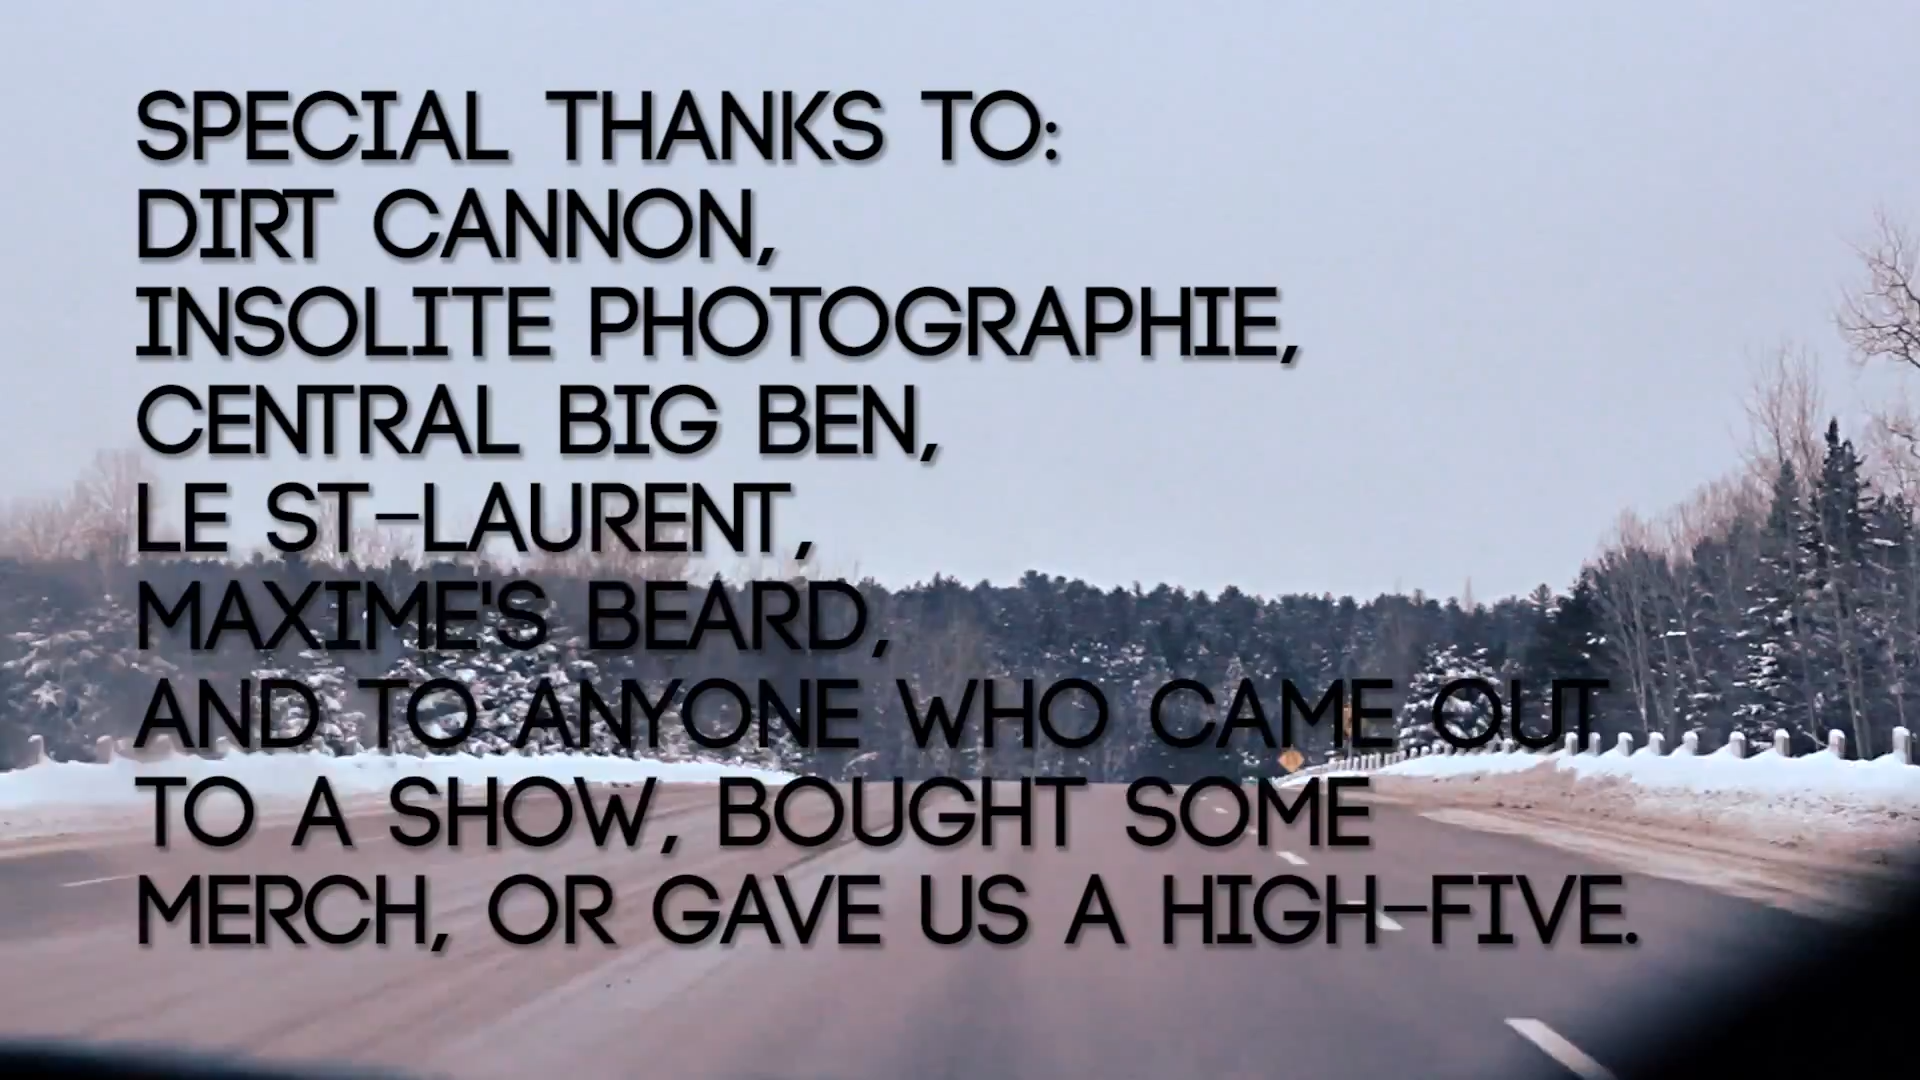 SPECIAL THANKS TO:
DIRT CANNON,
INSOLITE PHOTOGRAPHIE,
CENTRAL BIG BEN,
LE ST-LAURENT,
MAXIME'S BEARD,
AND TO ANYONE WHO CAME OUT
TO A SHOW, BOUGHT SOME
MERCH, OR GAVE US A HIGH-FIVE.